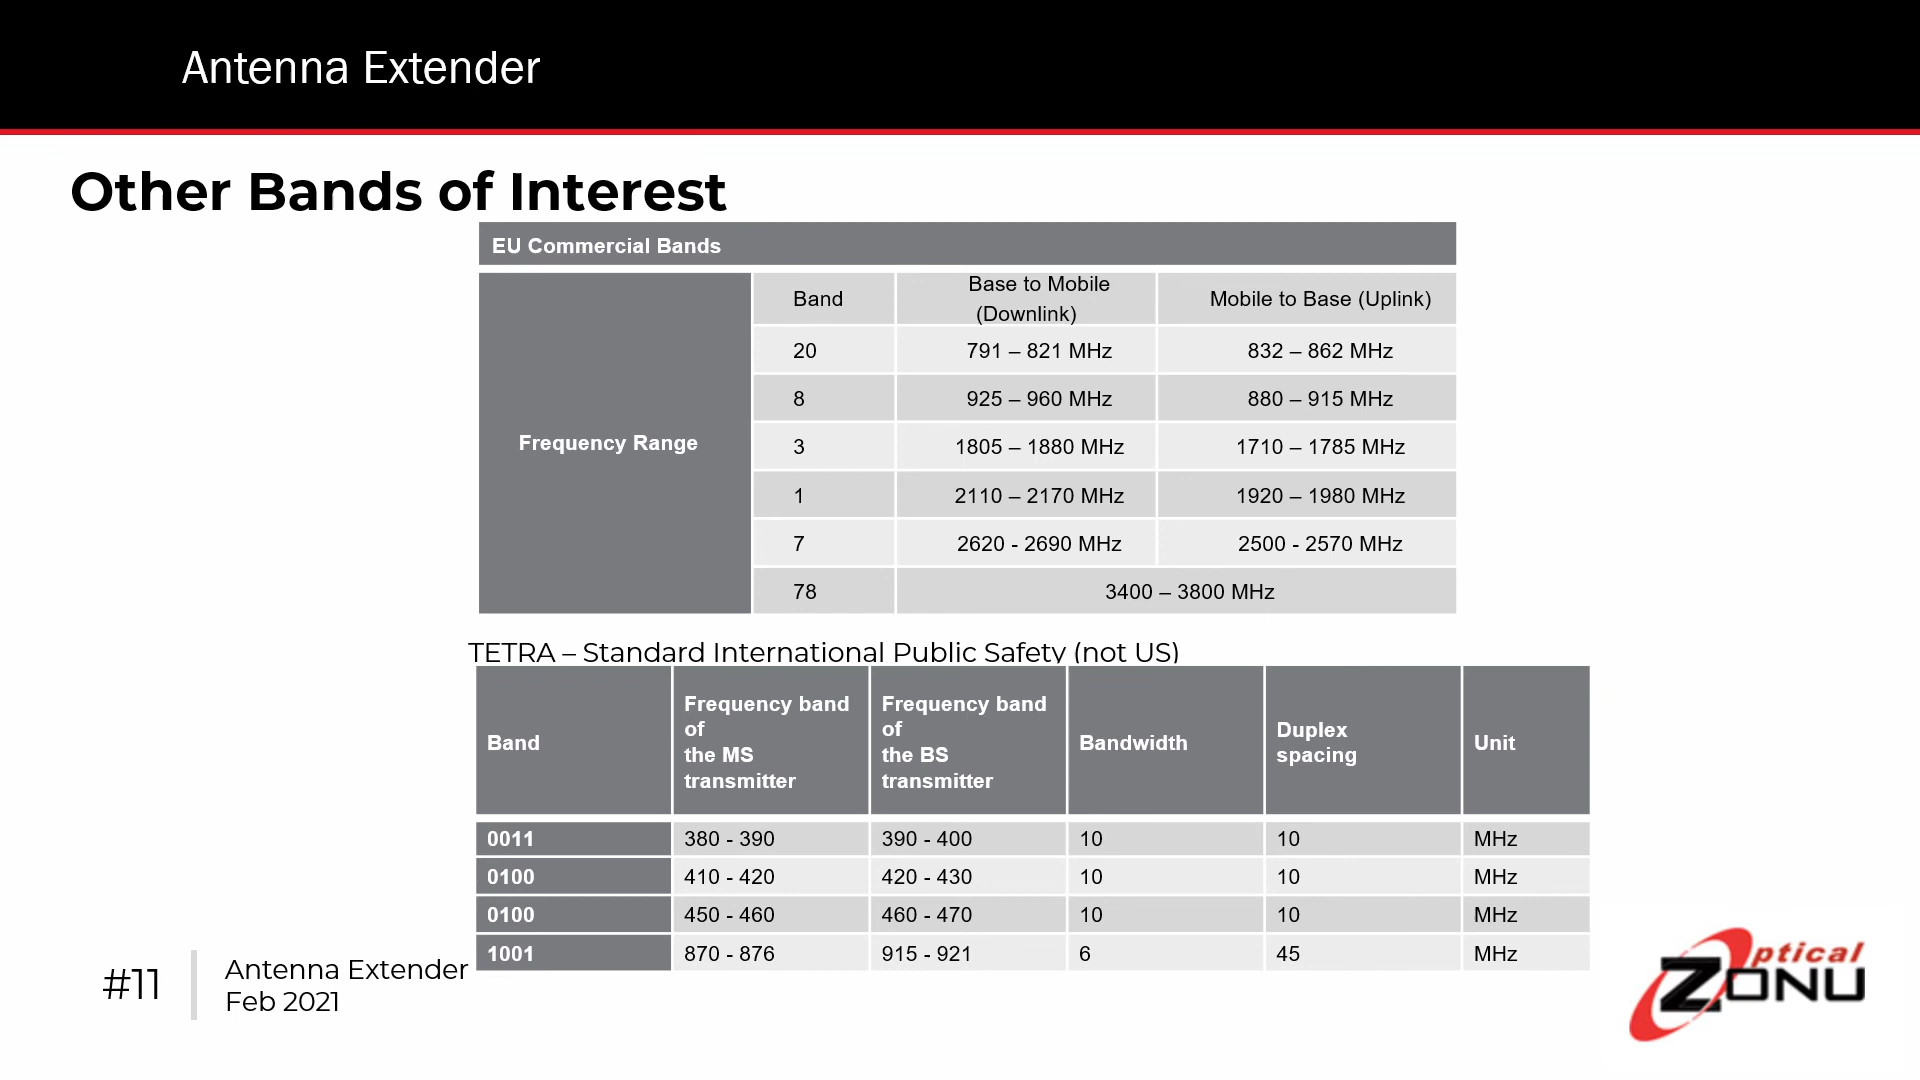 Antenna Extender
Other Bands of Interest
EU Commercial Bands
Frequency Range
Band
Base to Mobile
(Downlink)
Mobile to Base (Uplink)
20
791 – 821 MHz
832 – 862 MHz
8
925 – 960 MHz
880 – 915 MHz
3
1805 – 1880 MHz
1710 – 1785 MHz
1
2110 – 2170 MHz
1920 – 1980 MHz
7
2620 - 2690 MHz
2500 - 2570 MHz
78
3400 – 3800 MHz
TETRA – Standard International Public Safety (not US)
Band
Frequency band
of
the MS
transmitter
Frequency band
of
the BS
transmitter
Bandwidth
Duplex
spacing
Unit
0011
380 - 390
390 - 400
10
10
MHz
0100
410 - 420
420 - 430
10
10
MHz
0100
450 - 460
460 - 470
10
10
MHz
1001
870 - 876
915 - 921
6
45
MHz
#11
Antenna Extender
Feb 2021
Optical
ZONU